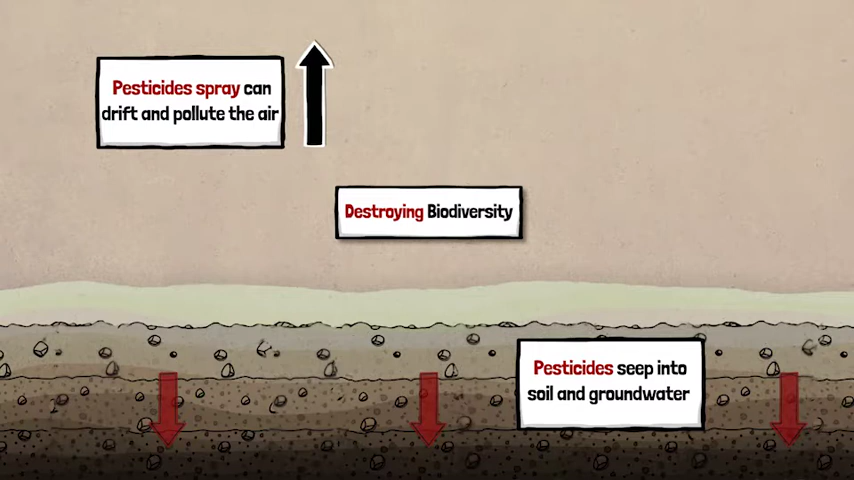 Pesticides spray can
drift and pollute the air
Destroying Biodiversity
Pesticides seep into
soil and groundwater